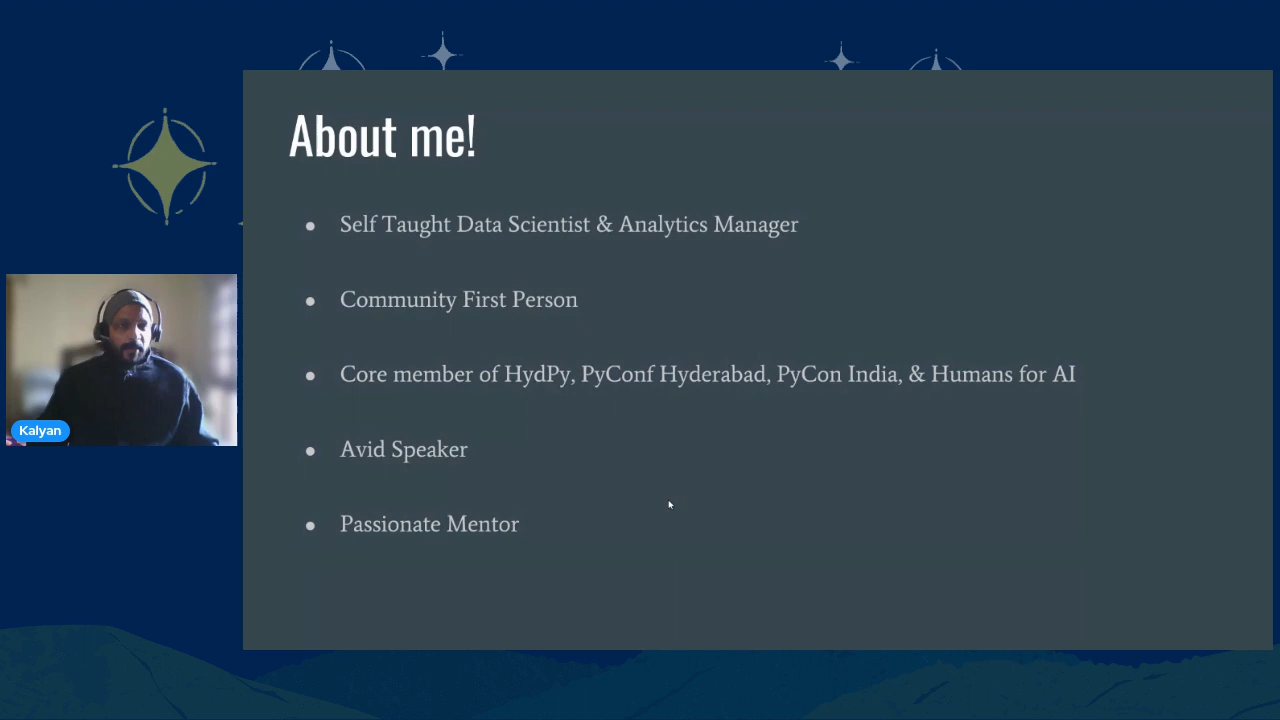 About me!
Self Taught Data Scientist & Analytics Manager
Community First Person
Core member of HydPy, PyConf Hyderabad, PyCon India, & Humans for AI
Avid Speaker
Passionate Mentor
Kalyan